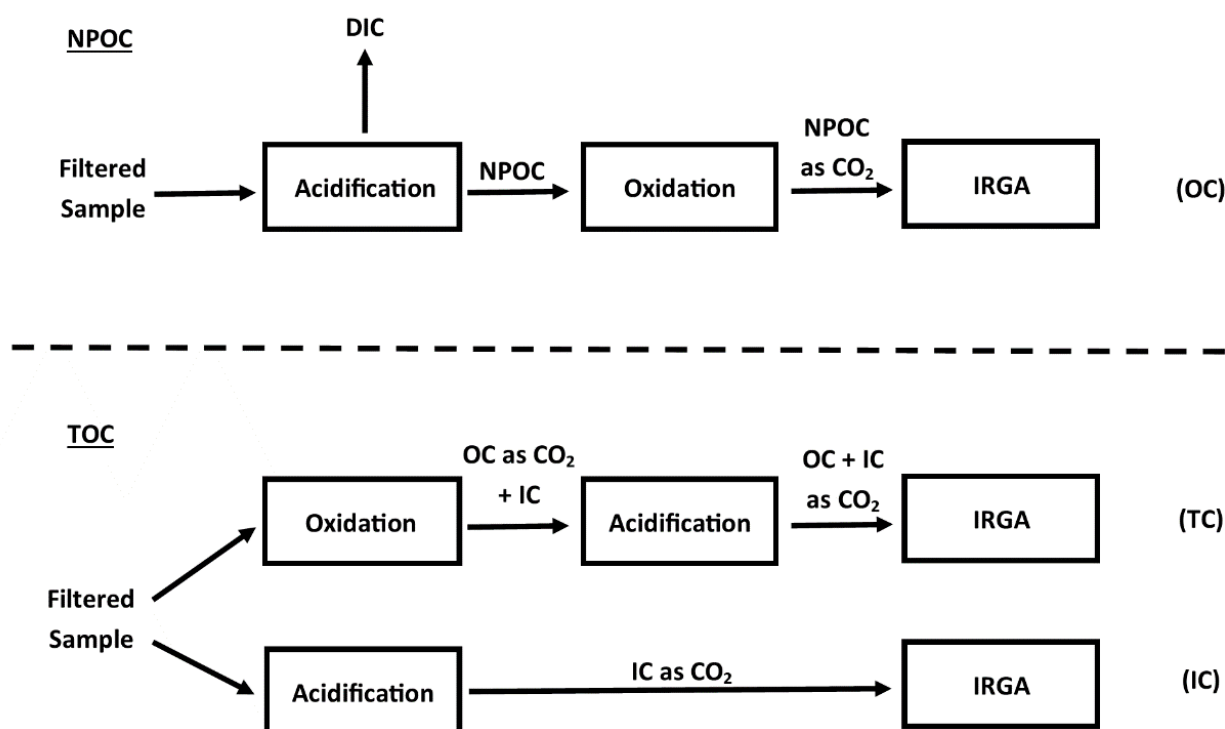 NPOC
DIC
Filtered
Sample
Acidification
NPOC
Oxidation
NPOC
as CO₂
IRGA
(OC)
TOC
Filtered
Sample
Oxidation
OC as CO₂
+ IC
Acidification
OC + IC
as CO₂
IRGA
(TC)
Acidification
IC as CO₂
IRGA
(IC)